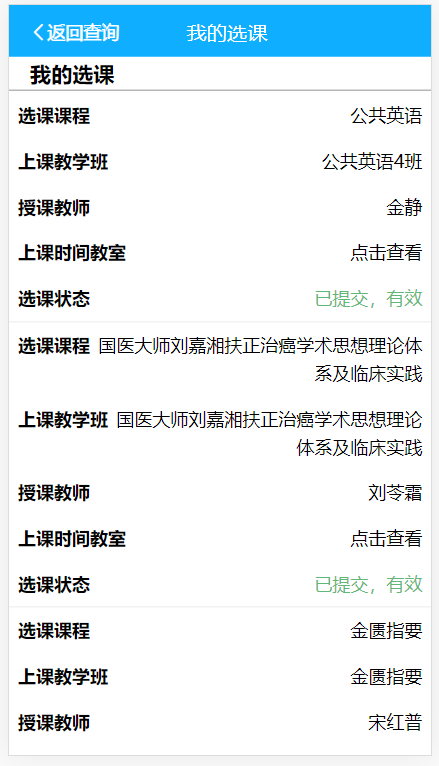 返回查询 我的选课
我的选课
选课课程 公共英语
上课教学班 公共英语4班
授课教师 金静
上课时间教室 点击查看
选课状态 已提交，有效
选课课程 国医大师刘嘉湘扶正治癌学术思想理论体
系及临床实践
上课教学班 国医大师刘嘉湘扶正治癌学术思想理论
体系及临床实践
授课教师 刘苓霜
上课时间教室 点击查看
选课状态 已提交，有效
选课课程 金匮指要
上课教学班 金匮指要
授课教师 宋红普